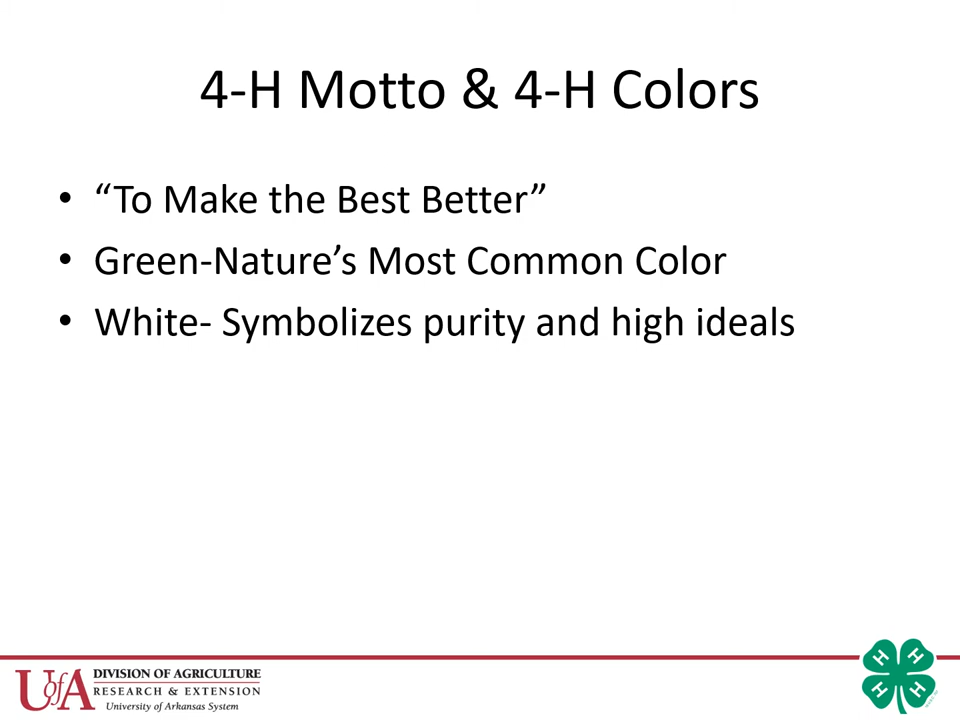 4-H Motto & 4-H Colors
• “To Make the Best Better”
• Green-Nature’s Most Common Color
• White- Symbolizes purity and high ideals
UofA
DIVISION OF AGRICULTURE
RESEARCH & EXTENSION
University of Arkansas System
H H
H H